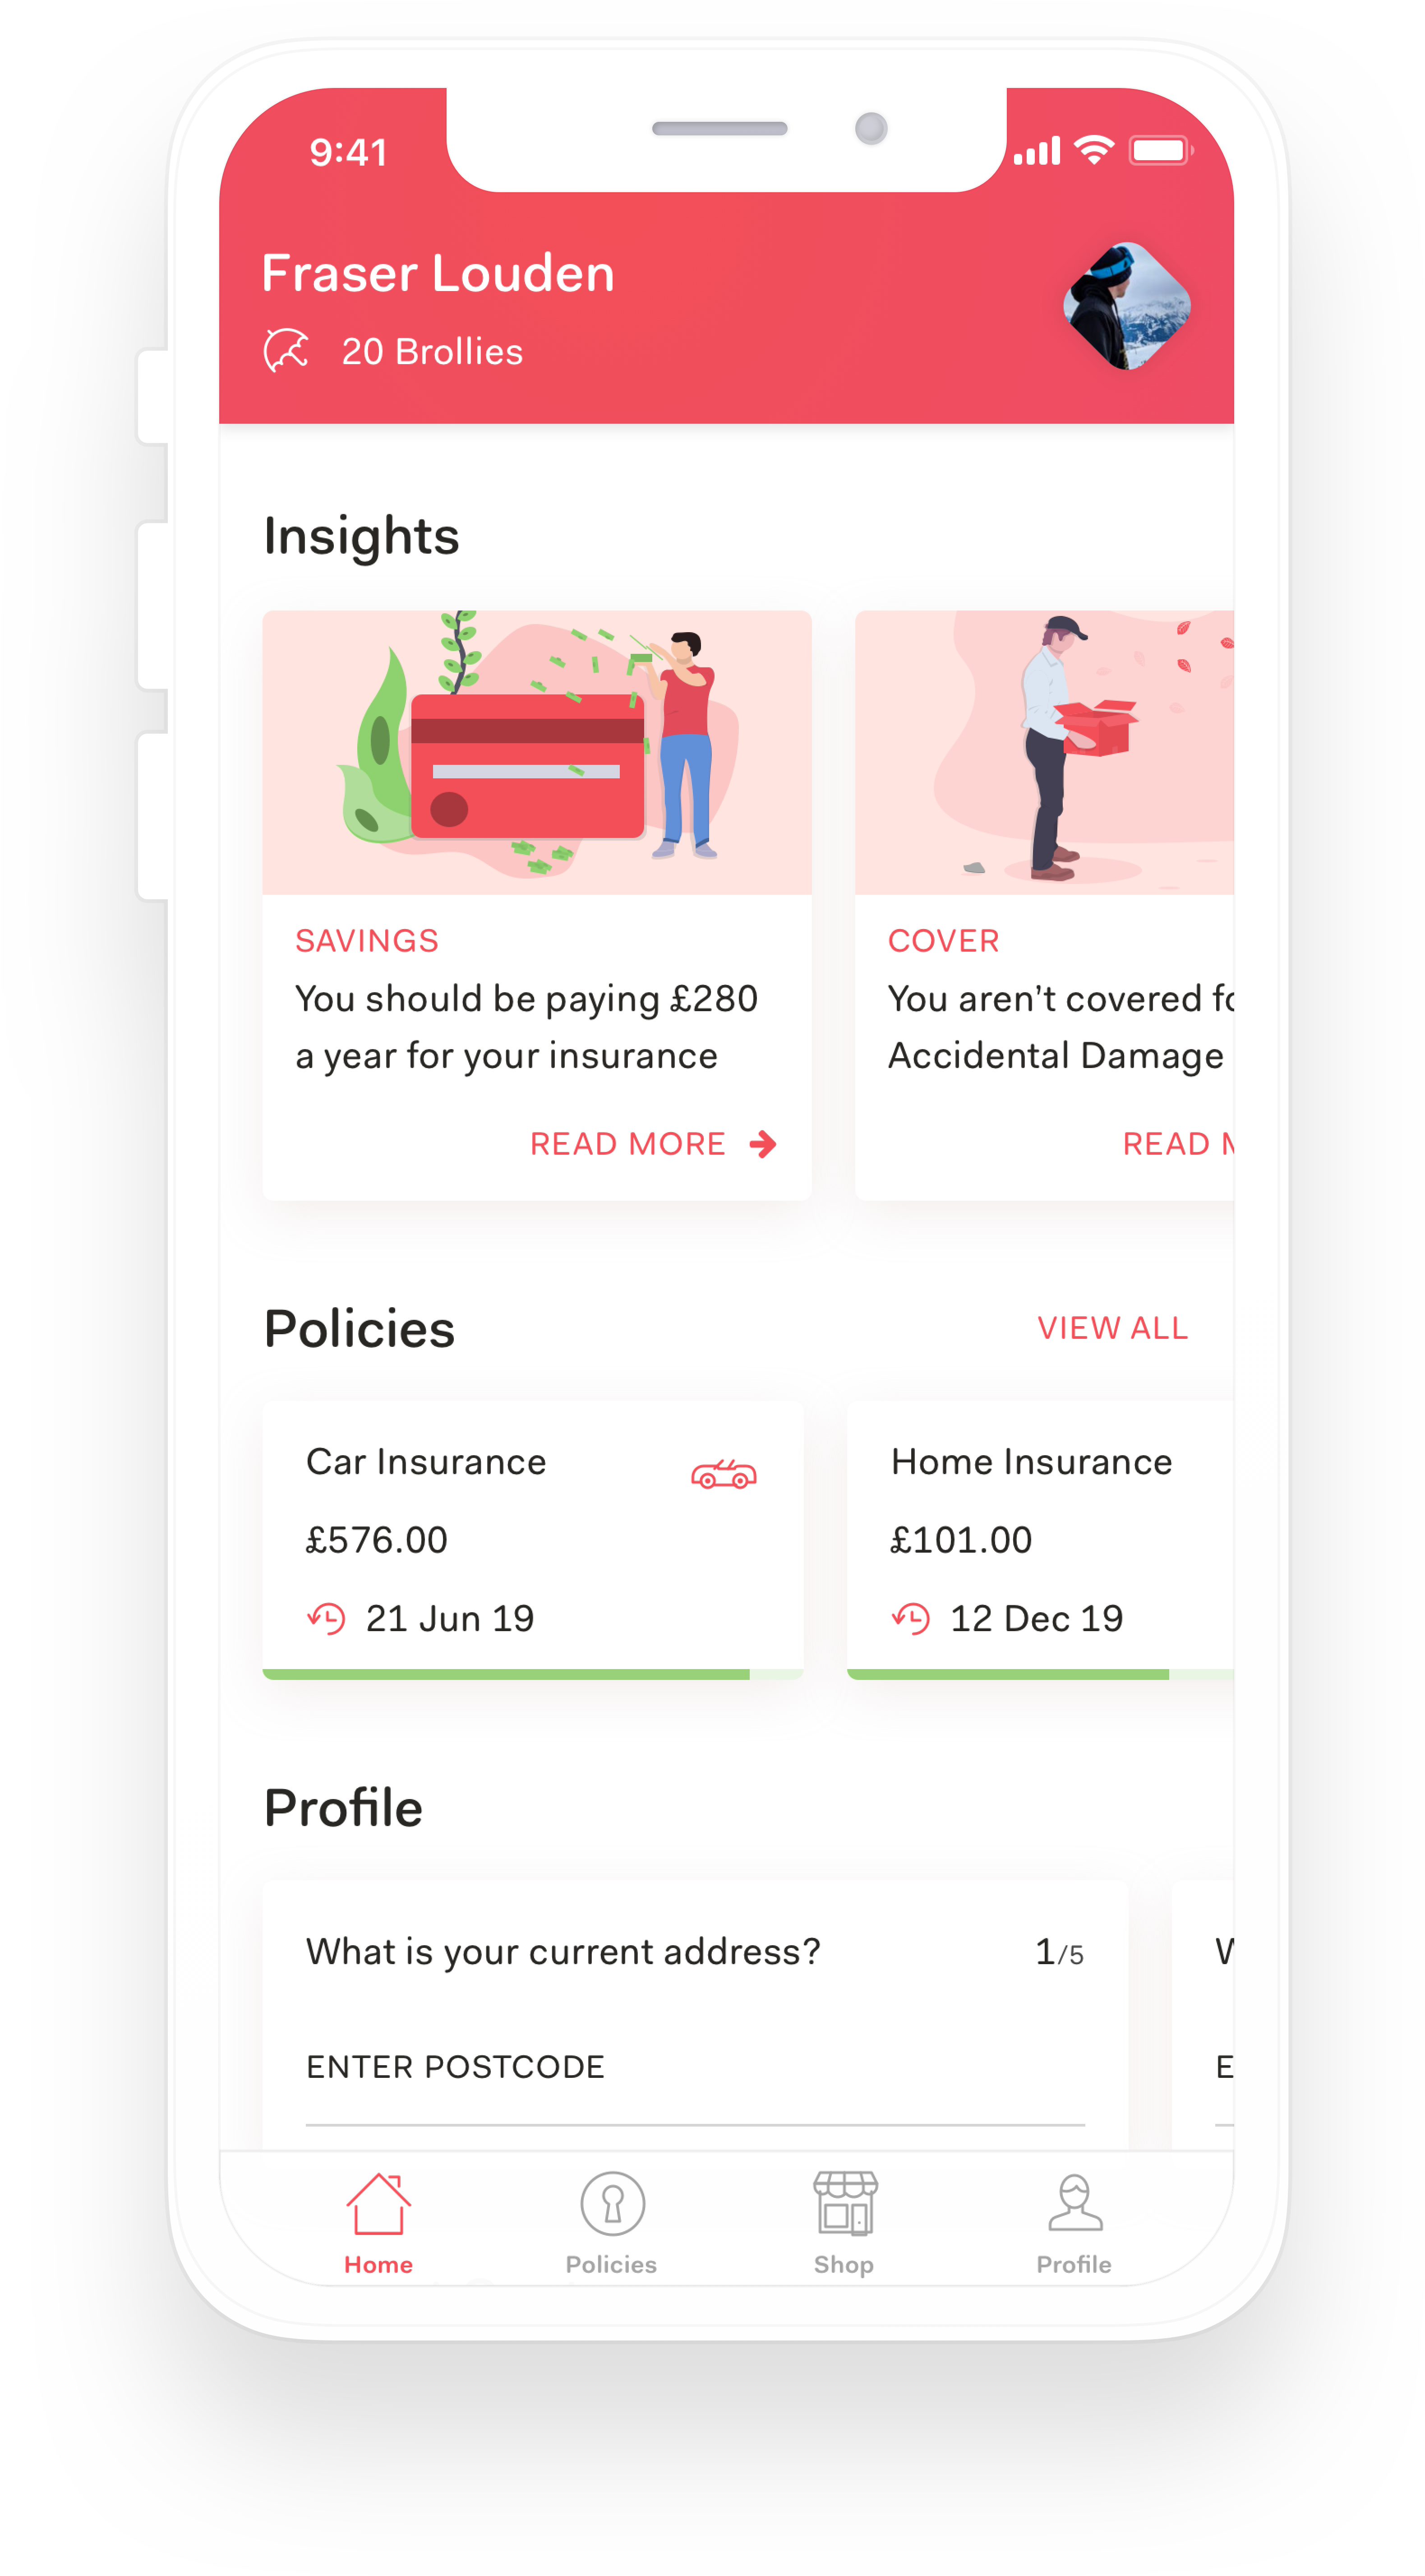 9:41
Fraser Louden
20 Brollies
Insights
SAVINGS
You should be paying £280
a year for your insurance
READ MORE
COVER
You aren’t covered
Accidental Damage
READ
Policies
VIEW ALL
Car Insurance
£576.00
21 Jun 19
Home Insurance
£101.00
12 Dec 19
Profile
What is your current address?
1/5
ENTER POSTCODE
Home
Policies
Shop
Profile